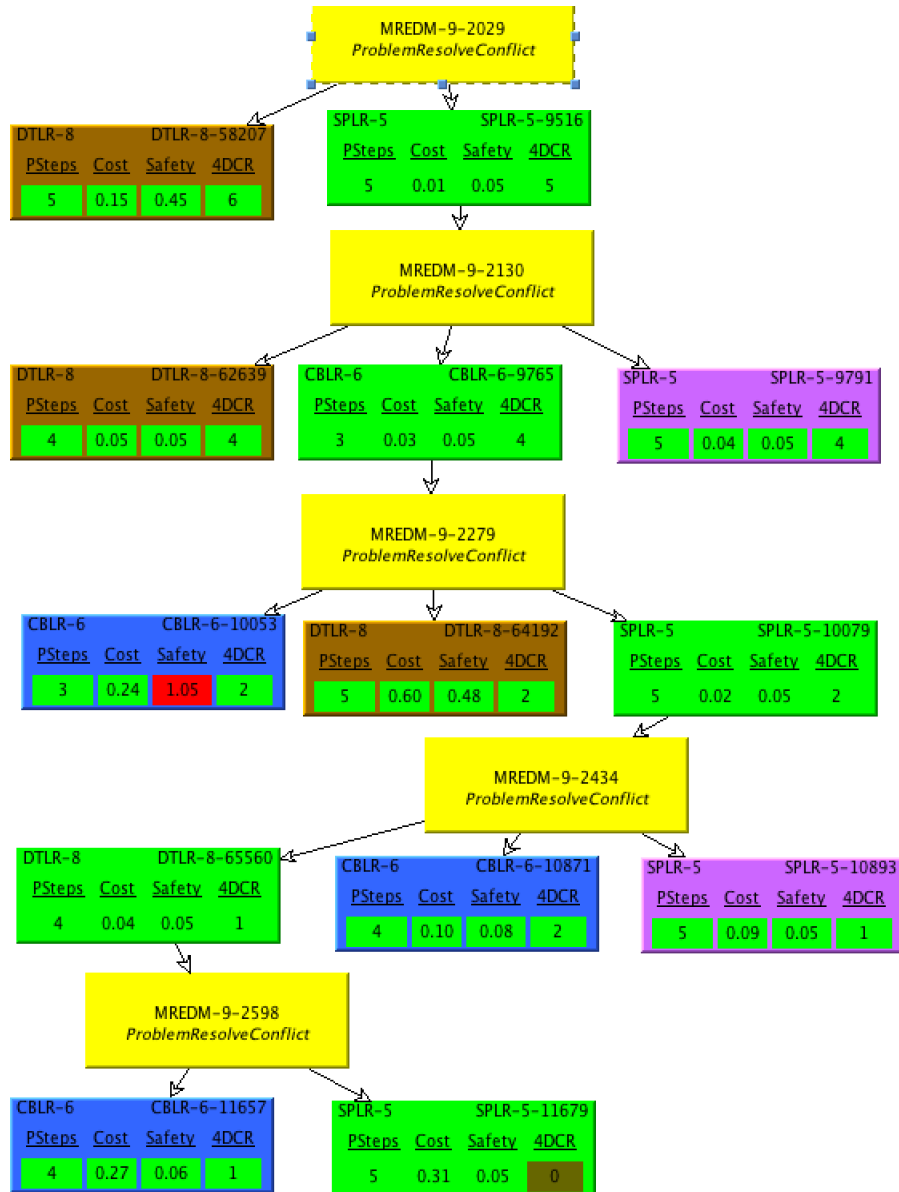 MREDM-9-2029
ProblemResolveConflict
DTLR-8 DTLR-8-58207
PSteps Cost Safety 4DCR
5 0.15 0.45 6
SPLR-5 SPLR-5-9516
PSteps Cost Safety 4DCR
5 0.01 0.05 5
MREDM-9-2130
ProblemResolveConflict
DTLR-8 DTLR-8-62639
PSteps Cost Safety 4DCR
4 0.05 0.05 4
CBLR-6 CBLR-6-9765
PSteps Cost Safety 4DCR
3 0.03 0.05 4
SPLR-5 SPLR-5-9791
PSteps Cost Safety 4DCR
5 0.04 0.05 4
MREDM-9-2279
ProblemResolveConflict
CBLR-6 CBLR-6-10053
PSteps Cost Safety 4DCR
3 0.24 1.05 2
DTLR-8 DTLR-8-64192
PSteps Cost Safety 4DCR
5 0.60 0.48 2
SPLR-5 SPLR-5-10079
PSteps Cost Safety 4DCR
5 0.02 0.05 2
MREDM-9-2434
ProblemResolveConflict
DTLR-8 DTLR-8-65560
PSteps Cost Safety 4DCR
4 0.04 0.05 1
CBLR-6 CBLR-6-10871
PSteps Cost Safety 4DCR
4 0.10 0.08 2
SPLR-5 SPLR-5-10893
PSteps Cost Safety 4DCR
5 0.09 0.05 1
MREDM-9-2598
ProblemResolveConflict
CBLR-6 CBLR-6-11657
PSteps Cost Safety 4DCR
4 0.27 0.06 1
SPLR-5 SPLR-5-11679
PSteps Cost Safety 4DCR
5 0.31 0.05 0